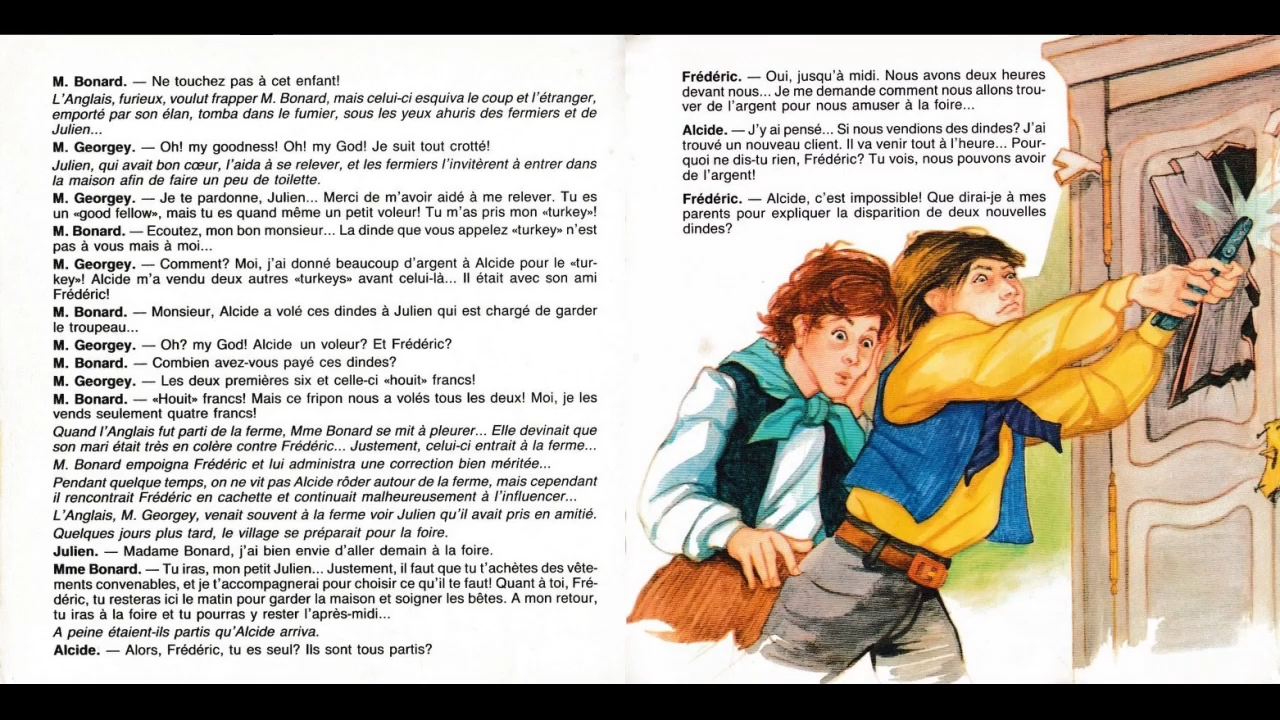 M. Bonard. — Ne touchez pas à cet enfant!
L'Anglais, furieux, voulut frapper M. Bonard, mais celui-ci esquiva le coup et l'étranger,
emporté par son élan, tomba dans le fumier, sous les yeux ahuris des fermiers et de
Julien...
M. Georgey. — Oh! my goodness! Oh! my God! Je suit tout crotté!
Julien, qui avait bon cœur, l'aida à se relever, et les fermiers l'invitèrent à entrer dans
la maison afin de faire un peu de toilette.
M. Georgey. — Je te pardonne, Julien... Merci de m'avoir aidé à me relever. Tu es
un «good fellow», mais tu es quand même un petit voleur! Tu m'as pris mon «turkey»!
M. Bonard. — Ecoutez, mon bon monsieur... La dinde que vous appelez «turkey» n'est
pas à vous mais à moi...
M. Georgey. — Comment? Moi, j'ai donné beaucoup d'argent à Alcide pour le «tur-
key»! Alcide m'a vendu deux autres «turkeys» avant celui-là... Il était avec son ami
Frédéric!
M. Bonard. — Monsieur, Alcide a volé ces dindes à Julien qui est chargé de garder
le troupeau...
M. Georgey. — Oh? my God! Alcide un voleur? Et Frédéric?
M. Bonard. — Combien avez-vous payé ces dindes?
M. Georgey. — Les deux premières six et celle-ci «houit» francs!
M. Bonard. — «Houit» francs! Mais ce fripon nous a volés tous les deux! Moi, je les
vends seulement quatre francs!
Quand l'Anglais fut parti de la ferme, Mme Bonard se mit à pleurer... Elle devinait que
son mari était très en colère contre Frédéric... Justement, celui-ci entrait à la ferme...
M. Bonard empoigna Frédéric et lui administra une correction bien méritée...
Pendant quelque temps, on ne vit pas Alcide rôder autour de la ferme, mais cependant
il rencontrait Frédéric en cachette et continuait malheureusement à l'influencer...
L'Anglais, M. Georgey, venait souvent à la ferme voir Julien qu'il avait pris en amitié.
Quelques jours plus tard, le village se préparait pour la foire.
Julien. — Madame Bonard, j'ai bien envie d'aller demain à la foire.
Mme Bonard. — Tu iras, mon petit Julien... Justement, il faut que tu t'achètes des vête-
ments convenables, et je t'accompagnerai pour choisir ce qu'il te faut! Quant à toi, Fré-
déric, tu resteras ici le matin pour garder la maison et soigner les bêtes. A mon retour,
tu iras à la foire et tu pourras y rester l'après-midi...
A peine étaient-ils partis qu'Alcide arriva.
Alcide. — Alors, Frédéric, tu es seul? Ils sont tous partis?
Frédéric. — Oui, jusqu'à midi. Nous avons deux heures
devant nous... Je me demande comment nous allons trou-
ver de l'argent pour nous amuser à la foire...
Alcide. — J'y ai pensé... Si nous vendions des dindes? J'ai
trouvé un nouveau client. Il va venir tout à l'heure... Pour-
quoi ne dis-tu rien, Frédéric? Tu vois, nous pouvons avoir
de l'argent!
Frédéric. — Alcide, c'est impossible! Que dirai-je à mes
parents pour expliquer la disparition de deux nouvelles
dindes?